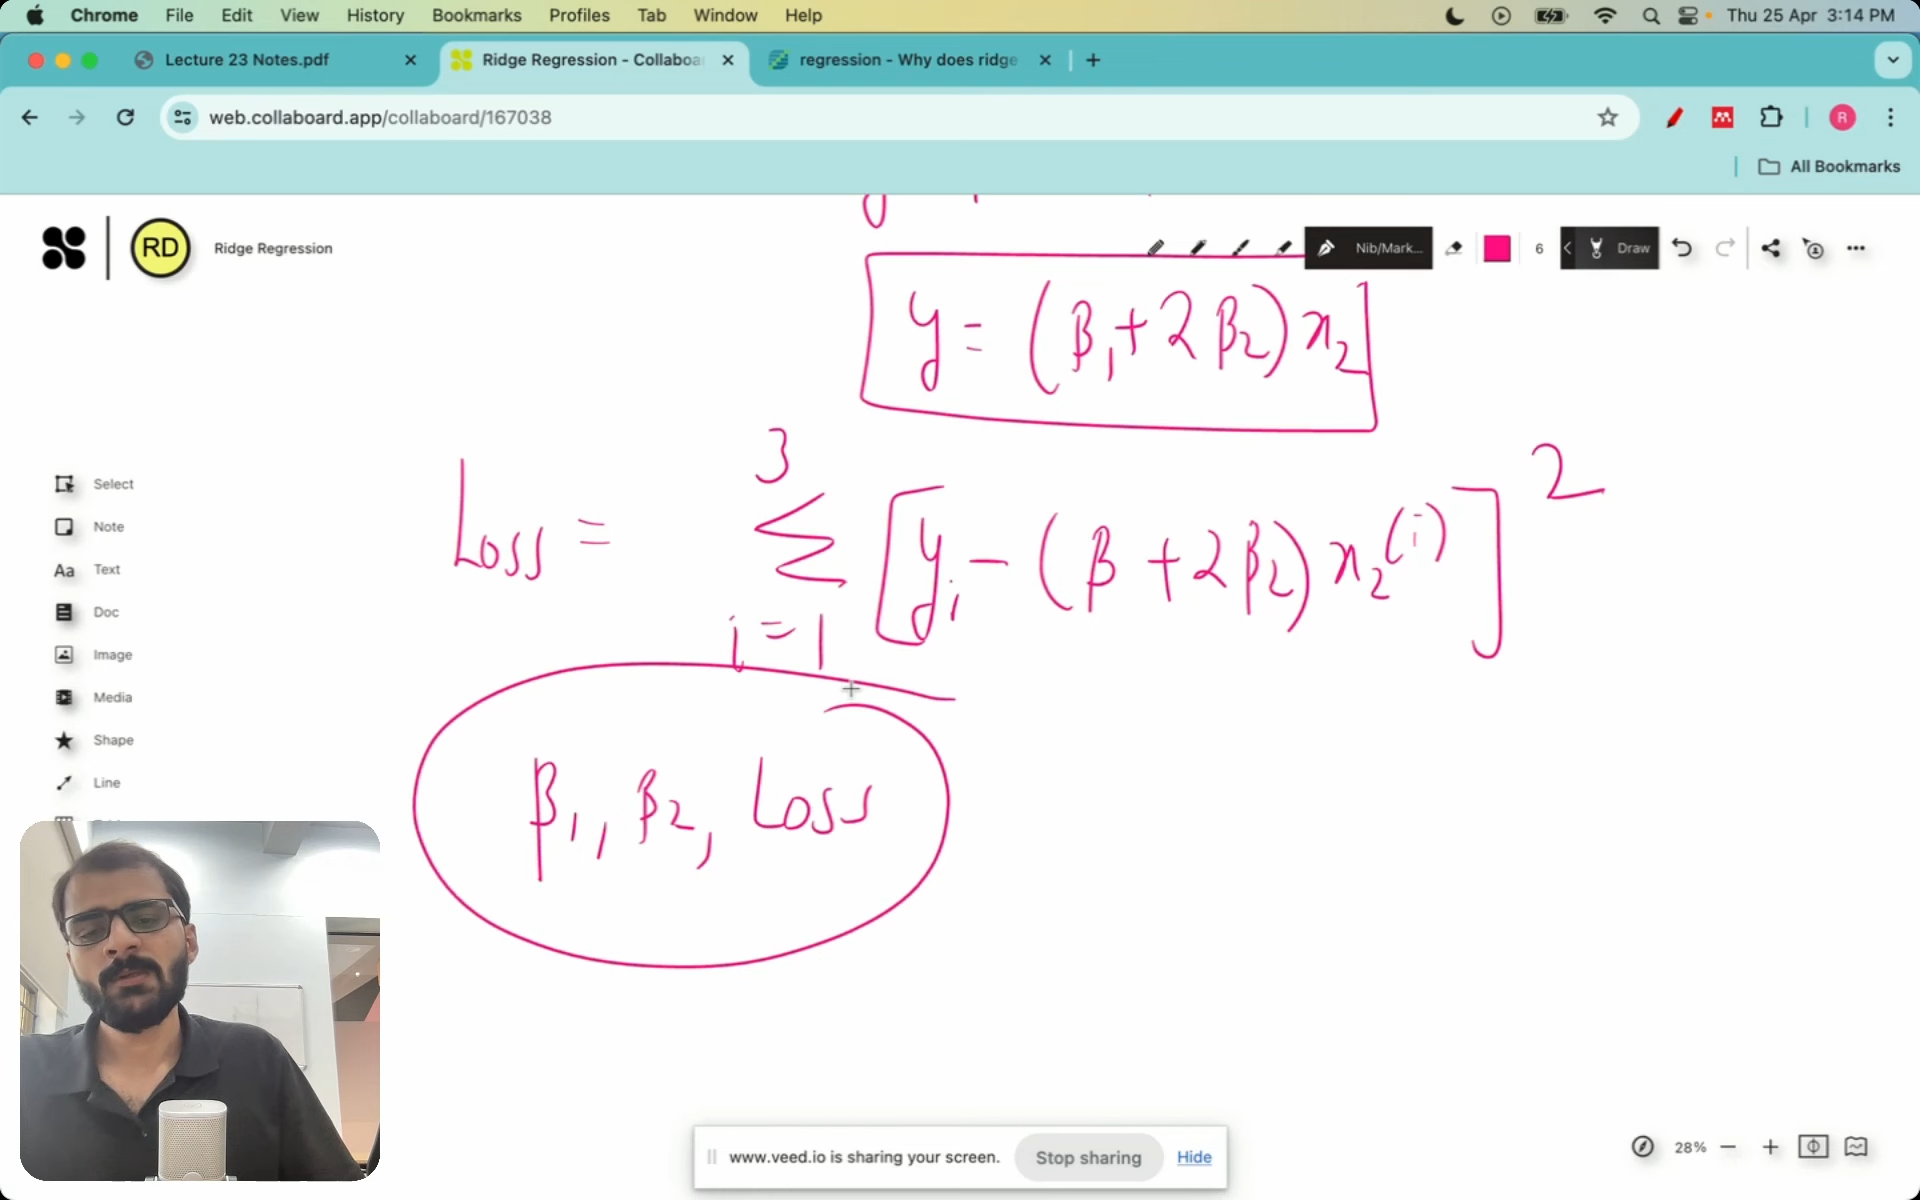 Chrome File Edit View History Bookmarks Profiles Tab Window Help Thu 25 Apr 3:14 PM
Lecture 23 Notes.pdf Ridge Regression - Collaboa regression - Why does ridge
web.collaboard.app/collaboard/167038
All Bookmarks
RD Ridge Regression Nib/Mark... 6 Draw
y = (β₁+2β₂)x₂
Loss = 3 Σ i=1 [yᵢ − (β +2β₂)x₂⁽ⁱ⁾]²
Select
Note
Aa Text
Doc
Image
Media
Shape
Line
β₁, β₂, Loss
www.veed.io is sharing your screen. Stop sharing Hide
28%